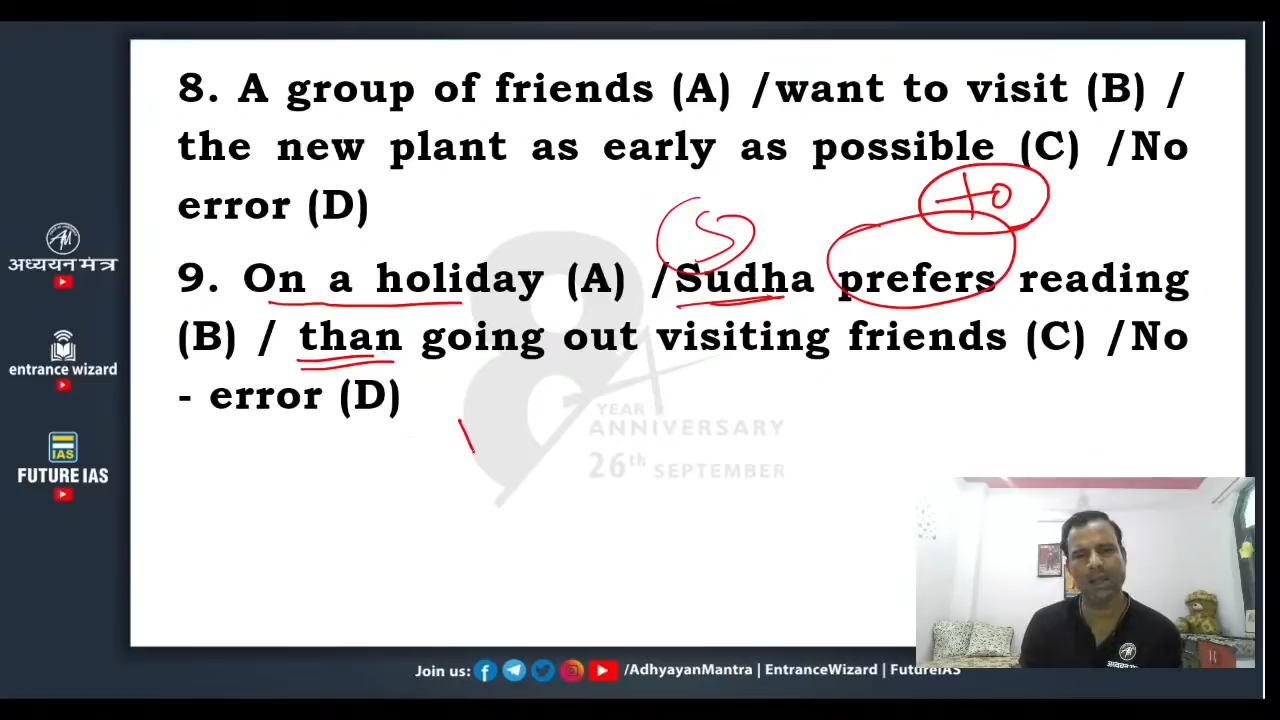 8. A group of friends (A) /want to visit (B) /
the new plant as early as possible (C) /No
error (D)
to
S
9. On a holiday (A) /Sudha prefers reading
(B) / than going out visiting friends (C) /No
- error (D)
8
YEAR
ANNIVERSARY
26th SEPTEMBER
अध्ययन मंत्र
entrance wizard
IAS
FUTURE IAS
Join us: /AdhyayanMantra | EntranceWizard | FutureIAS